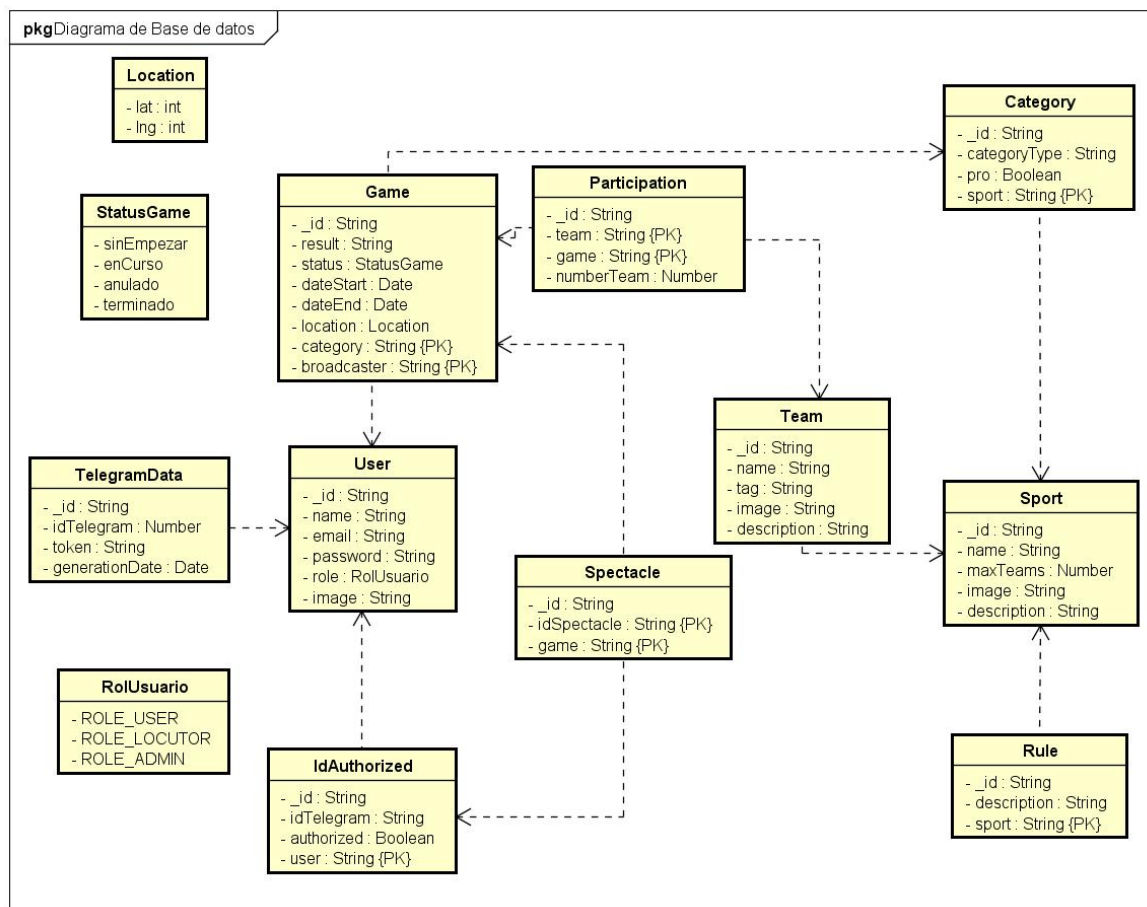 pkg Diagrama de Base de datos
Location
- lat : int
- lng : int
StatusGame
- sinEmpezar
- enCurso
- anulado
- terminado
Game
- _id : String
- result : String
- status : StatusGame
- dateStart : Date
- dateEnd : Date
- location : Location
- category : String {PK}
- broadcaster : String {PK}
Participation
- _id : String
- team : String {PK}
- game : String {PK}
- numberTeam : Number
Category
- _id : String
- categoryType : String
- pro : Boolean
- sport : String {PK}
TelegramData
- _id : String
- idTelegram : Number
- token : String
- generationDate : Date
User
- _id : String
- name : String
- email : String
- password : String
- role : RolUsuario
- image : String
Team
- _id : String
- name : String
- tag : String
- image : String
- description : String
Sport
- _id : String
- name : String
- maxTeams : Number
- image : String
- description : String
Spectacle
- _id : String
- idSpectacle : String {PK}
- game : String {PK}
RolUsuario
- ROLE_USER
- ROLE_LOCUTOR
- ROLE_ADMIN
IdAuthorized
- _id : String
- idTelegram : String
- authorized : Boolean
- user : String {PK}
Rule
- _id : String
- description : String
- sport : String {PK}